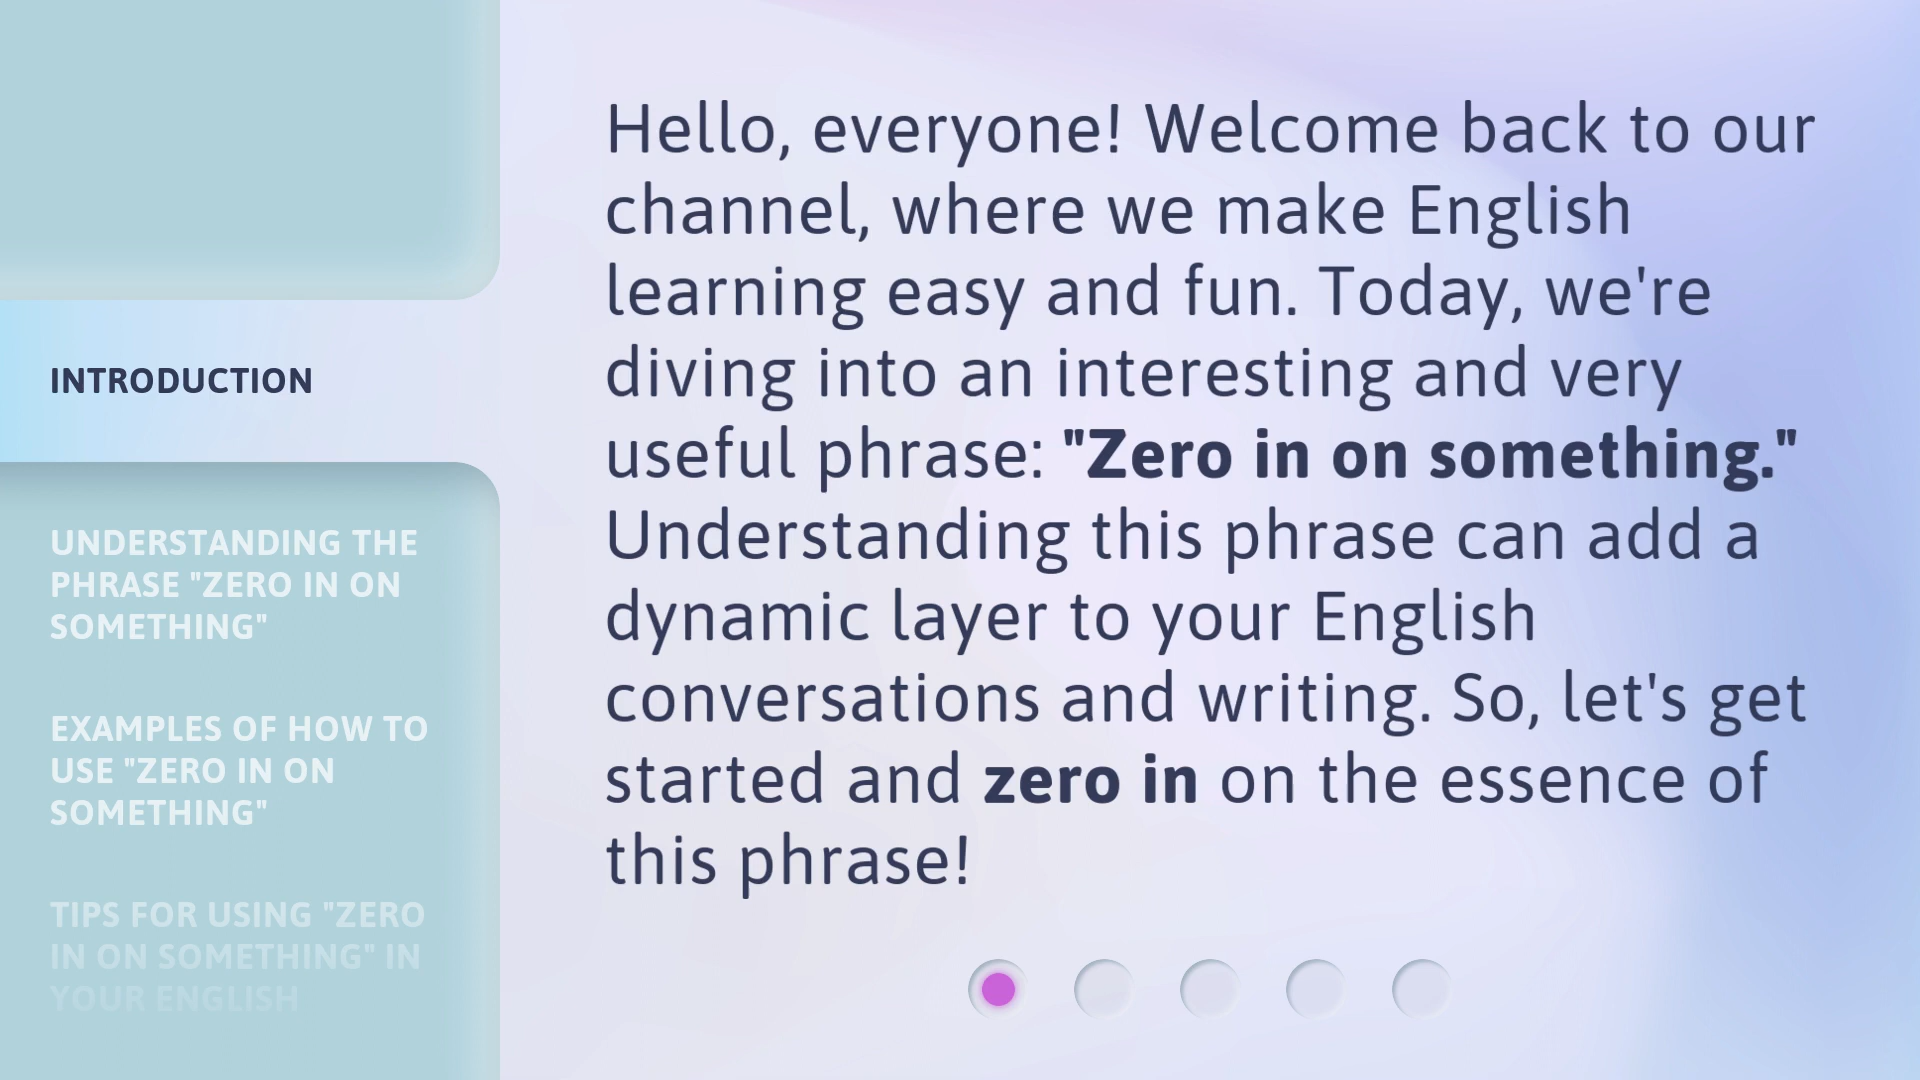 INTRODUCTION
UNDERSTANDING THE
PHRASE "ZERO IN ON
SOMETHING"
EXAMPLES OF HOW TO
USE "ZERO IN ON
SOMETHING"
TIPS FOR USING "ZERO
IN ON SOMETHING" IN
YOUR ENGLISH
Hello, everyone! Welcome back to our
channel, where we make English
learning easy and fun. Today, we're
diving into an interesting and very
useful phrase: "Zero in on something."
Understanding this phrase can add a
dynamic layer to your English
conversations and writing. So, let's get
started and zero in on the essence of
this phrase!